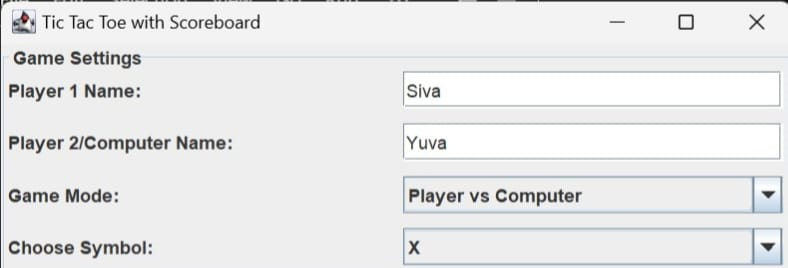 Tic Tac Toe with Scoreboard
Game Settings
Player 1 Name: Siva
Player 2/Computer Name: Yuva
Game Mode: Player vs Computer
Choose Symbol: X